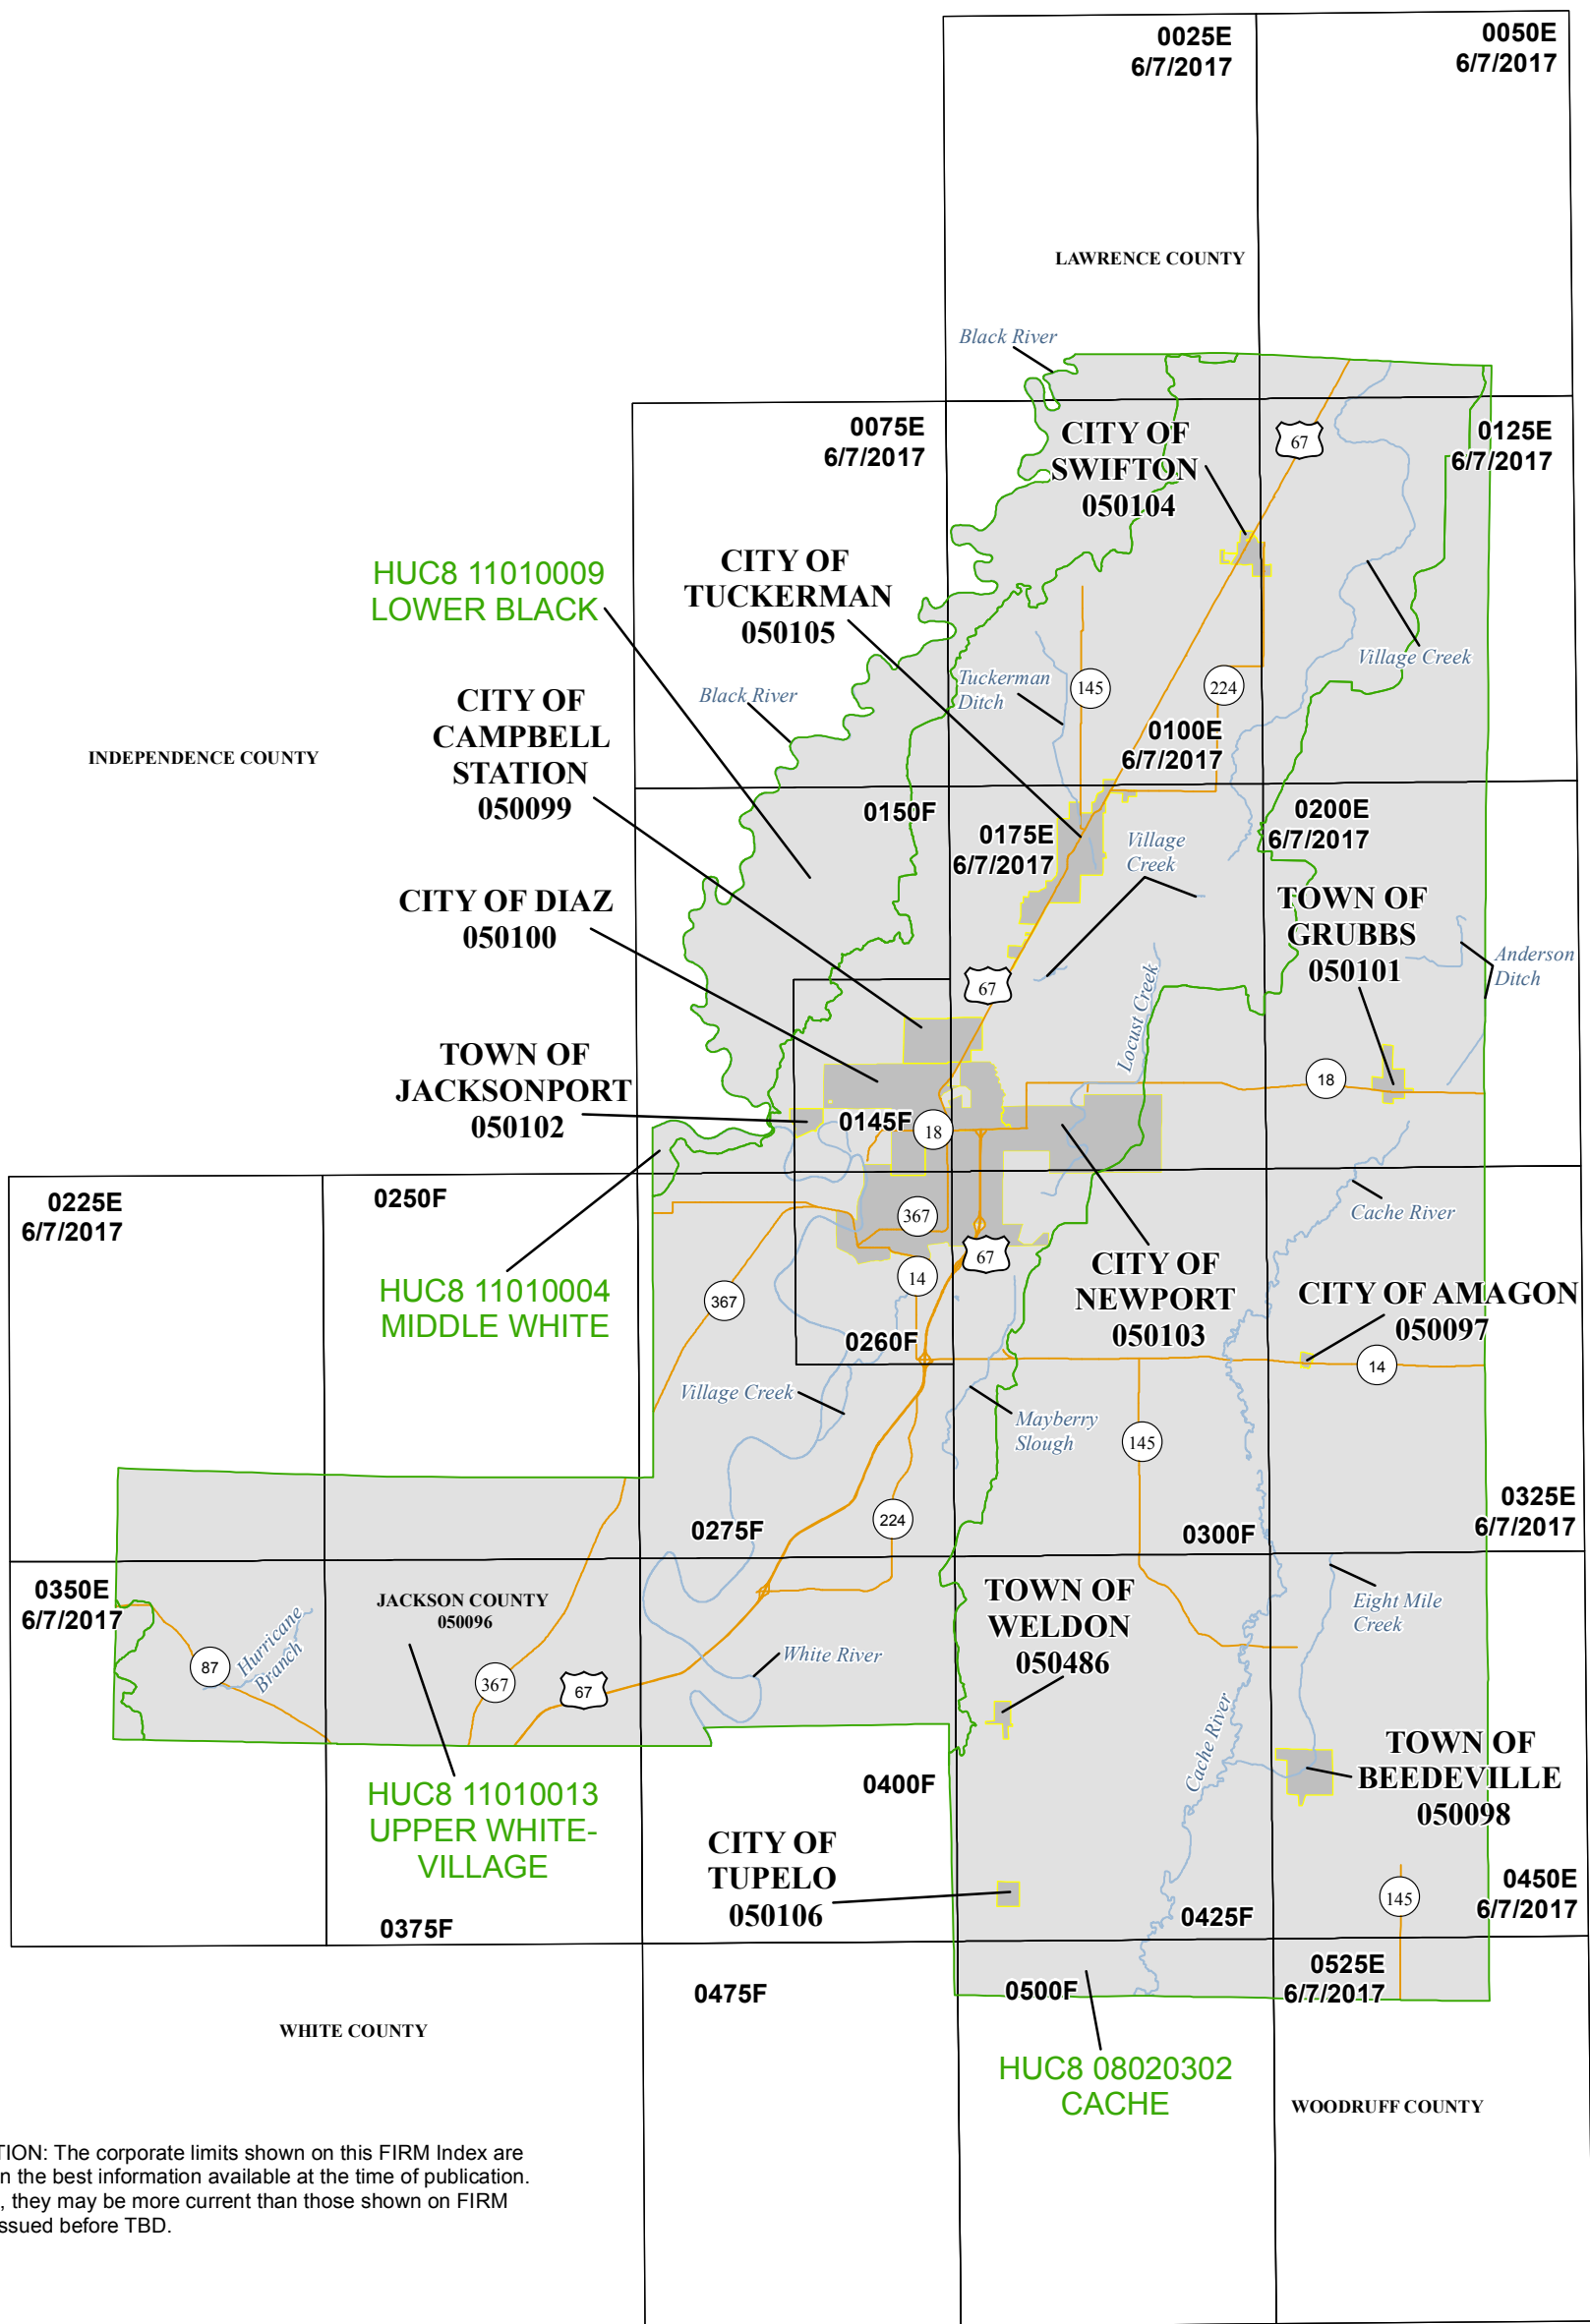 0025E
6/7/2017
0050E
6/7/2017
LAWRENCE COUNTY
Black River
0075E
6/7/2017
CITY OF
SWIFTON
050104
67
0125E
6/7/2017
HUC8 11010009
LOWER BLACK
CITY OF
TUCKERMAN
050105
Village Creek
Tuckerman
Ditch
145
224
Black River
CITY OF
CAMPBELL
STATION
050099
0100E
6/7/2017
INDEPENDENCE COUNTY
0150F
0175E
6/7/2017
Village
Creek
0200E
6/7/2017
CITY OF DIAZ
050100
TOWN OF
GRUBBS
050101
Anderson
Ditch
67
Locust Creek
TOWN OF
JACKSONPORT
050102
18
0145F
18
0225E
6/7/2017
0250F
367
Cache River
67
HUC8 11010004
MIDDLE WHITE
14
367
CITY OF
NEWPORT
050103
CITY OF AMAGON
050097
0260F
14
Village Creek
Mayberry
Slough
145
0275F
224
0300F
0325E
6/7/2017
0350E
6/7/2017
JACKSON COUNTY
050096
TOWN OF
WELDON
050486
Eight Mile
Creek
Hurricane
Branch
87
367
67
White River
Cache River
TOWN OF
BEEDEVILLE
050098
HUC8 11010013
UPPER WHITE-
VILLAGE
0400F
CITY OF
TUPELO
050106
0375F
0425F
145
0450E
6/7/2017
0475F
0500F
0525E
6/7/2017
WHITE COUNTY
HUC8 08020302
CACHE
WOODRUFF COUNTY
TION: The corporate limits shown on this FIRM Index are
n the best information available at the time of publication.
, they may be more current than those shown on FIRM
ssued before TBD.